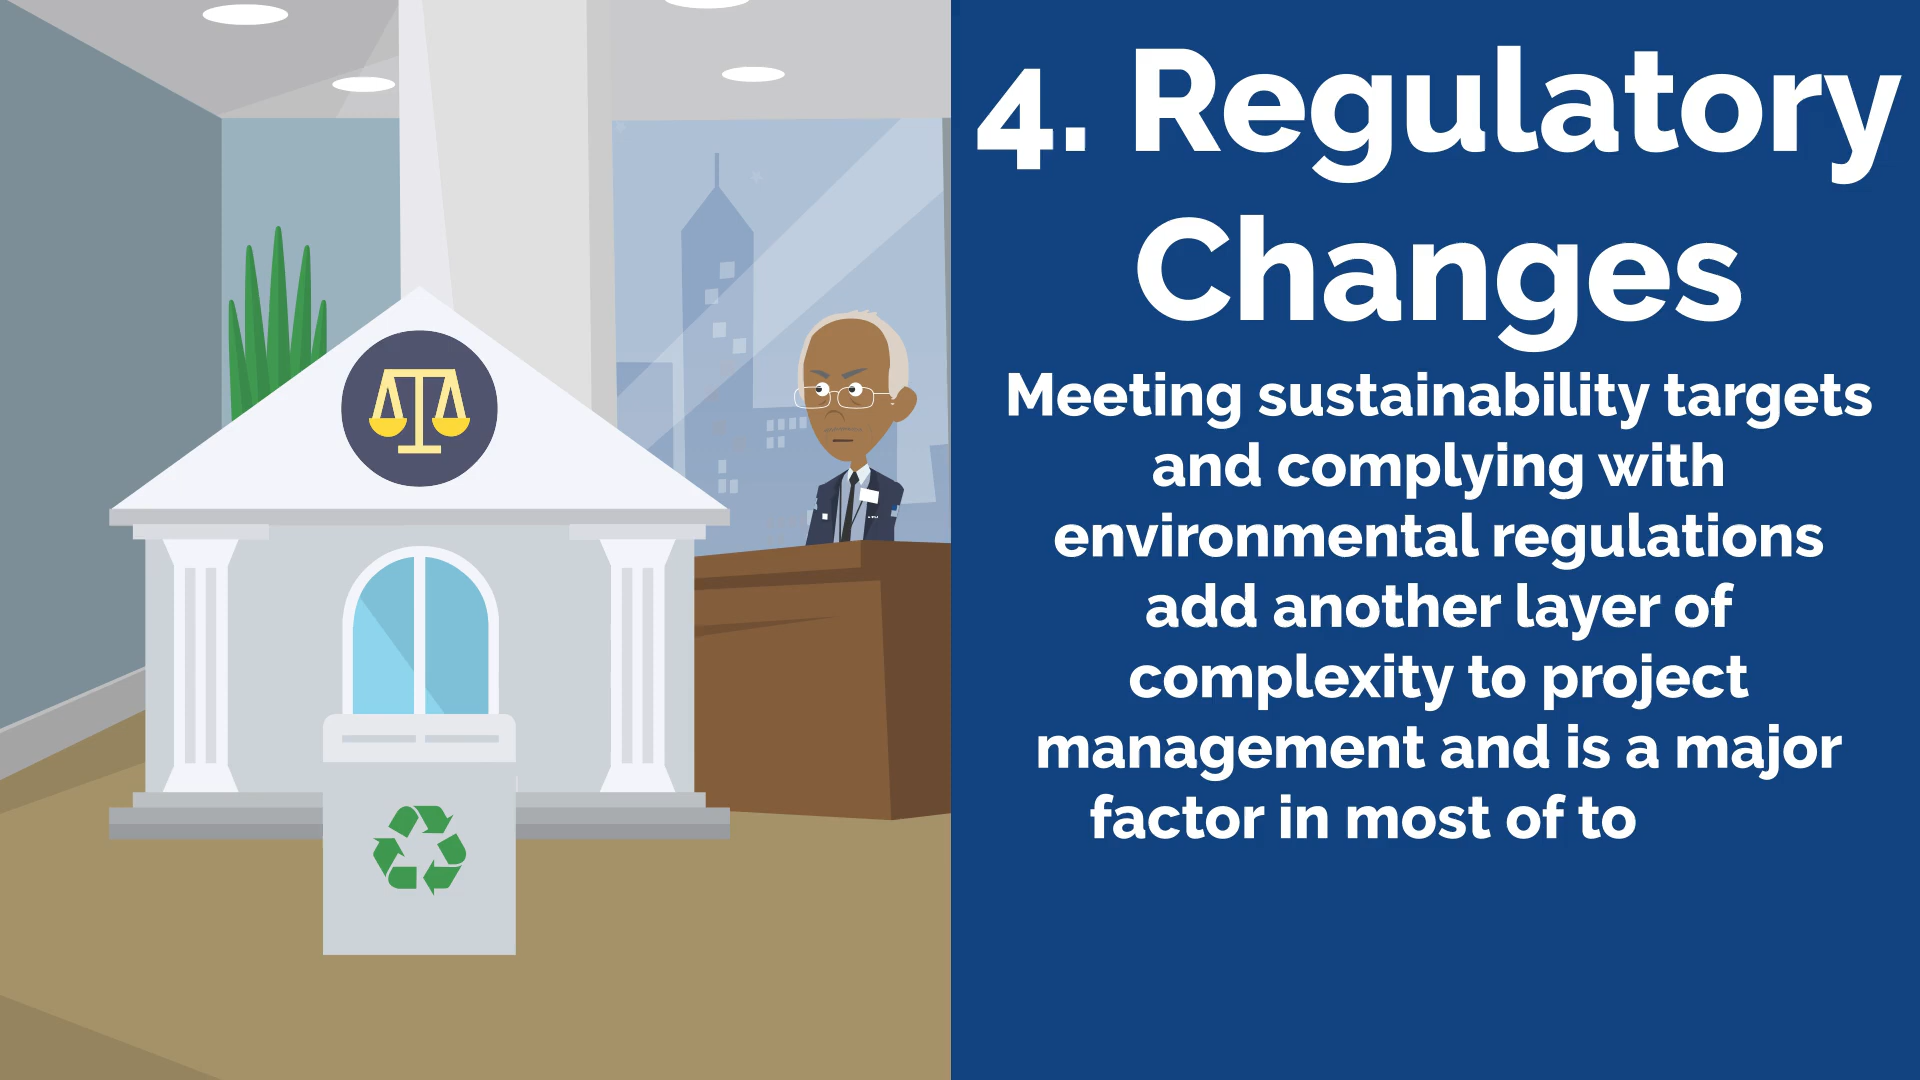 4. Regulatory
Changes
Meeting sustainability targets
and complying with
environmental regulations
add another layer of
complexity to project
management and is a major
factor in most of to